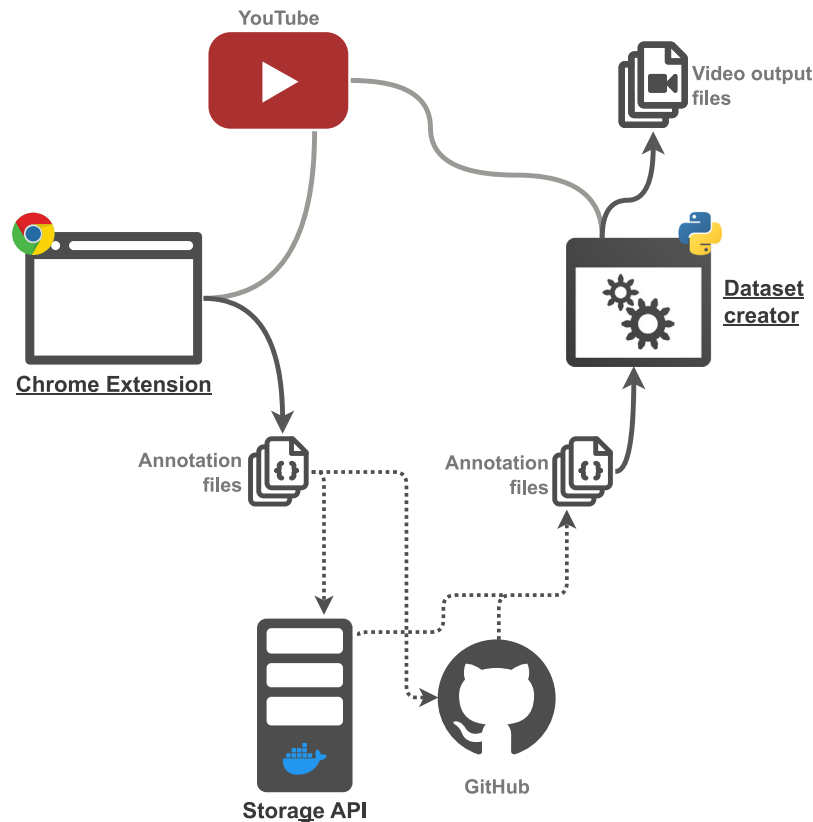 YouTube
Video output
files
Dataset
creator
Chrome Extension
Annotation
files
{}
Annotation
files
{}
GitHub
Storage API